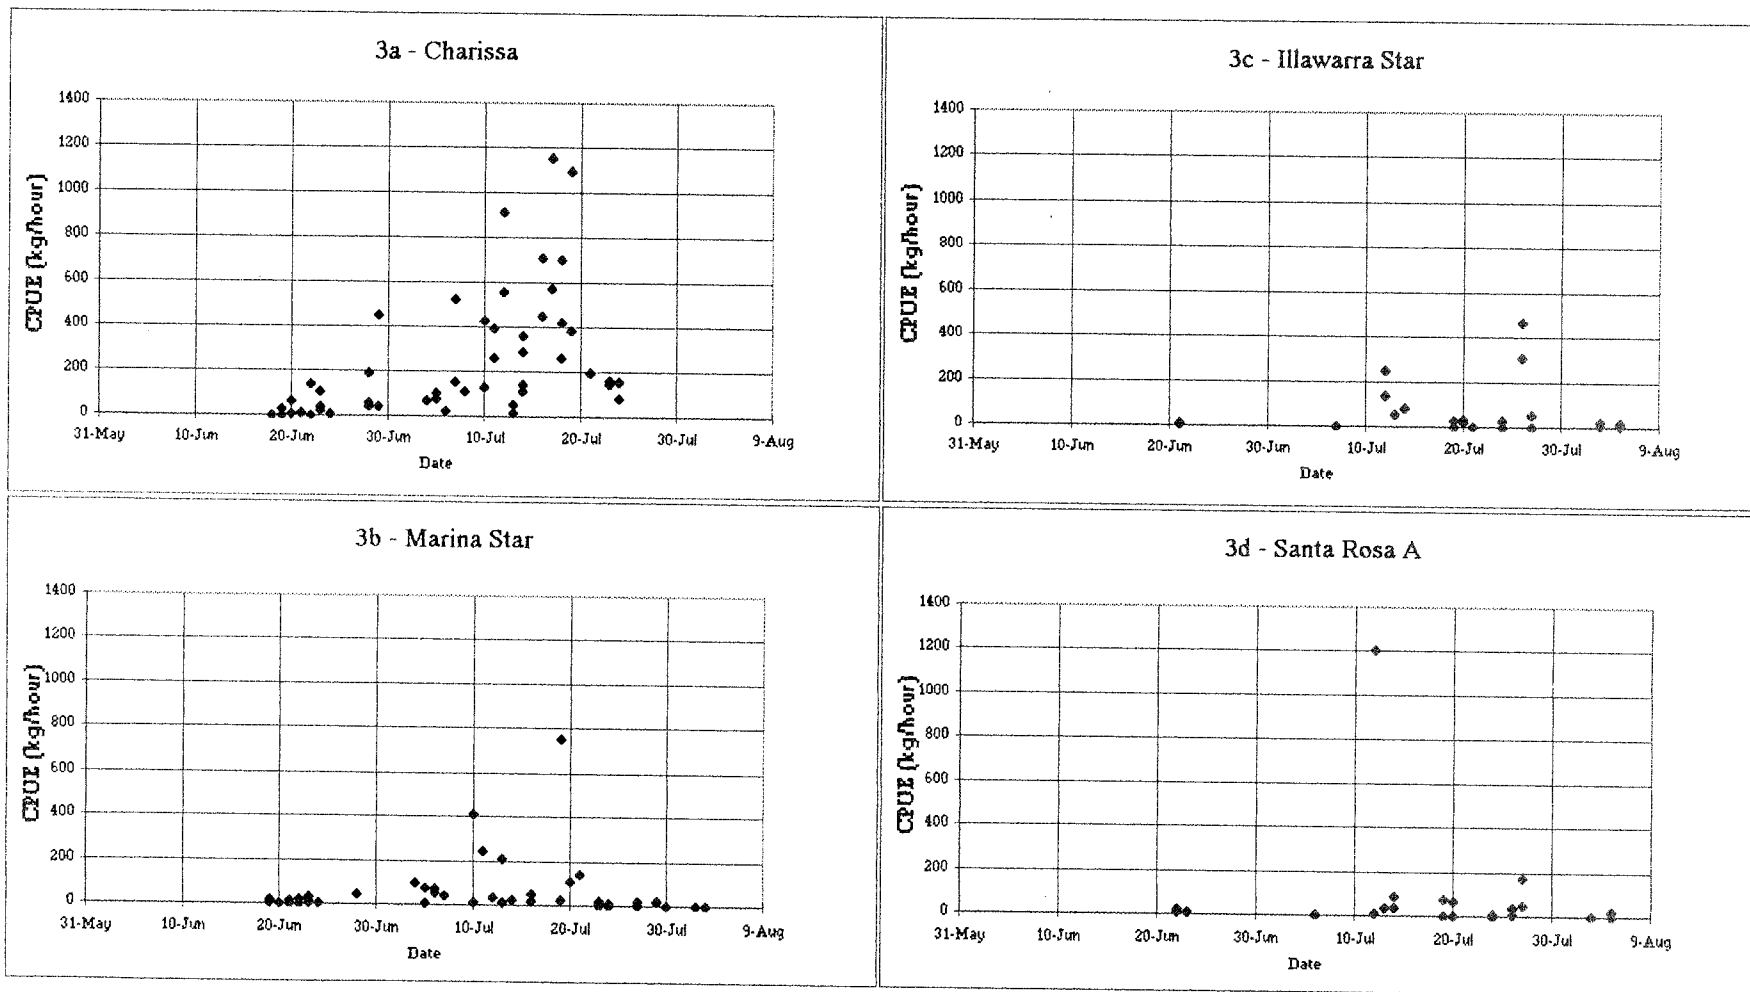 3a - Charissa
1400
1200
1000
800
600
400
200
0
CPUE (kg/hour)
31-May 10-Jun 20-Jun 30-Jun 10-Jul 20-Jul 30-Jul 9-Aug
Date
3c - Illawarra Star
1400
1200
1000
800
600
400
200
0
CPUE (kg/hour)
31-May 10-Jun 20-Jun 30-Jun 10-Jul 20-Jul 30-Jul 9-Aug
Date
3b - Marina Star
1400
1200
1000
800
600
400
200
0
CPUE (kg/hour)
31-May 10-Jun 20-Jun 30-Jun 10-Jul 20-Jul 30-Jul 9-Aug
Date
3d - Santa Rosa A
1400
1200
1000
800
600
400
200
0
CPUE (kg/hour)
31-May 10-Jun 20-Jun 30-Jun 10-Jul 20-Jul 30-Jul 9-Aug
Date